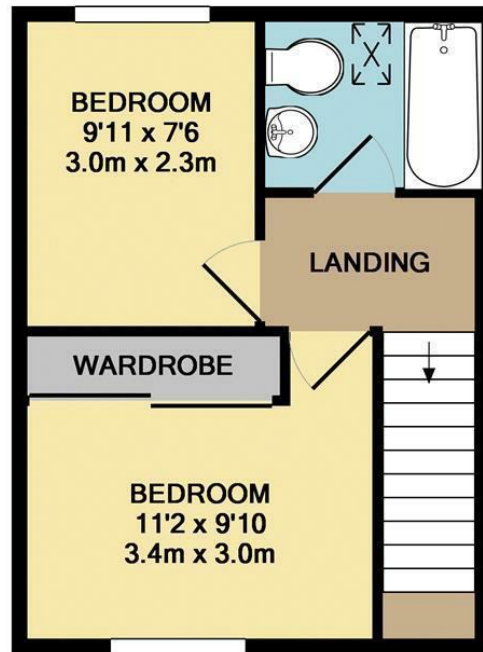 BEDROOM
9'11 x 7'6
3.0m x 2.3m
LANDING
WARDROBE
BEDROOM
11'2 x 9'10
3.4m x 3.0m